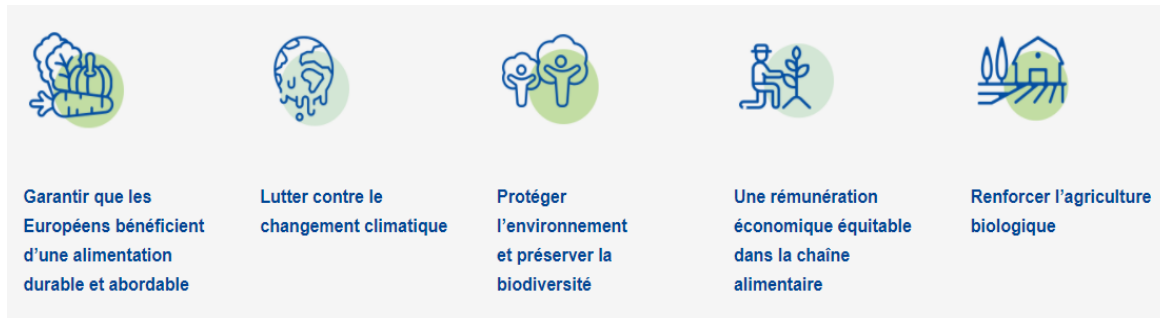 Garantir que les
Européens bénéficient
d’une alimentation
durable et abordable
Lutter contre le
changement climatique
Protéger
l’environnement
et préserver la
biodiversité
Une rémunération
économique équitable
dans la chaîne
alimentaire
Renforcer l’agriculture
biologique